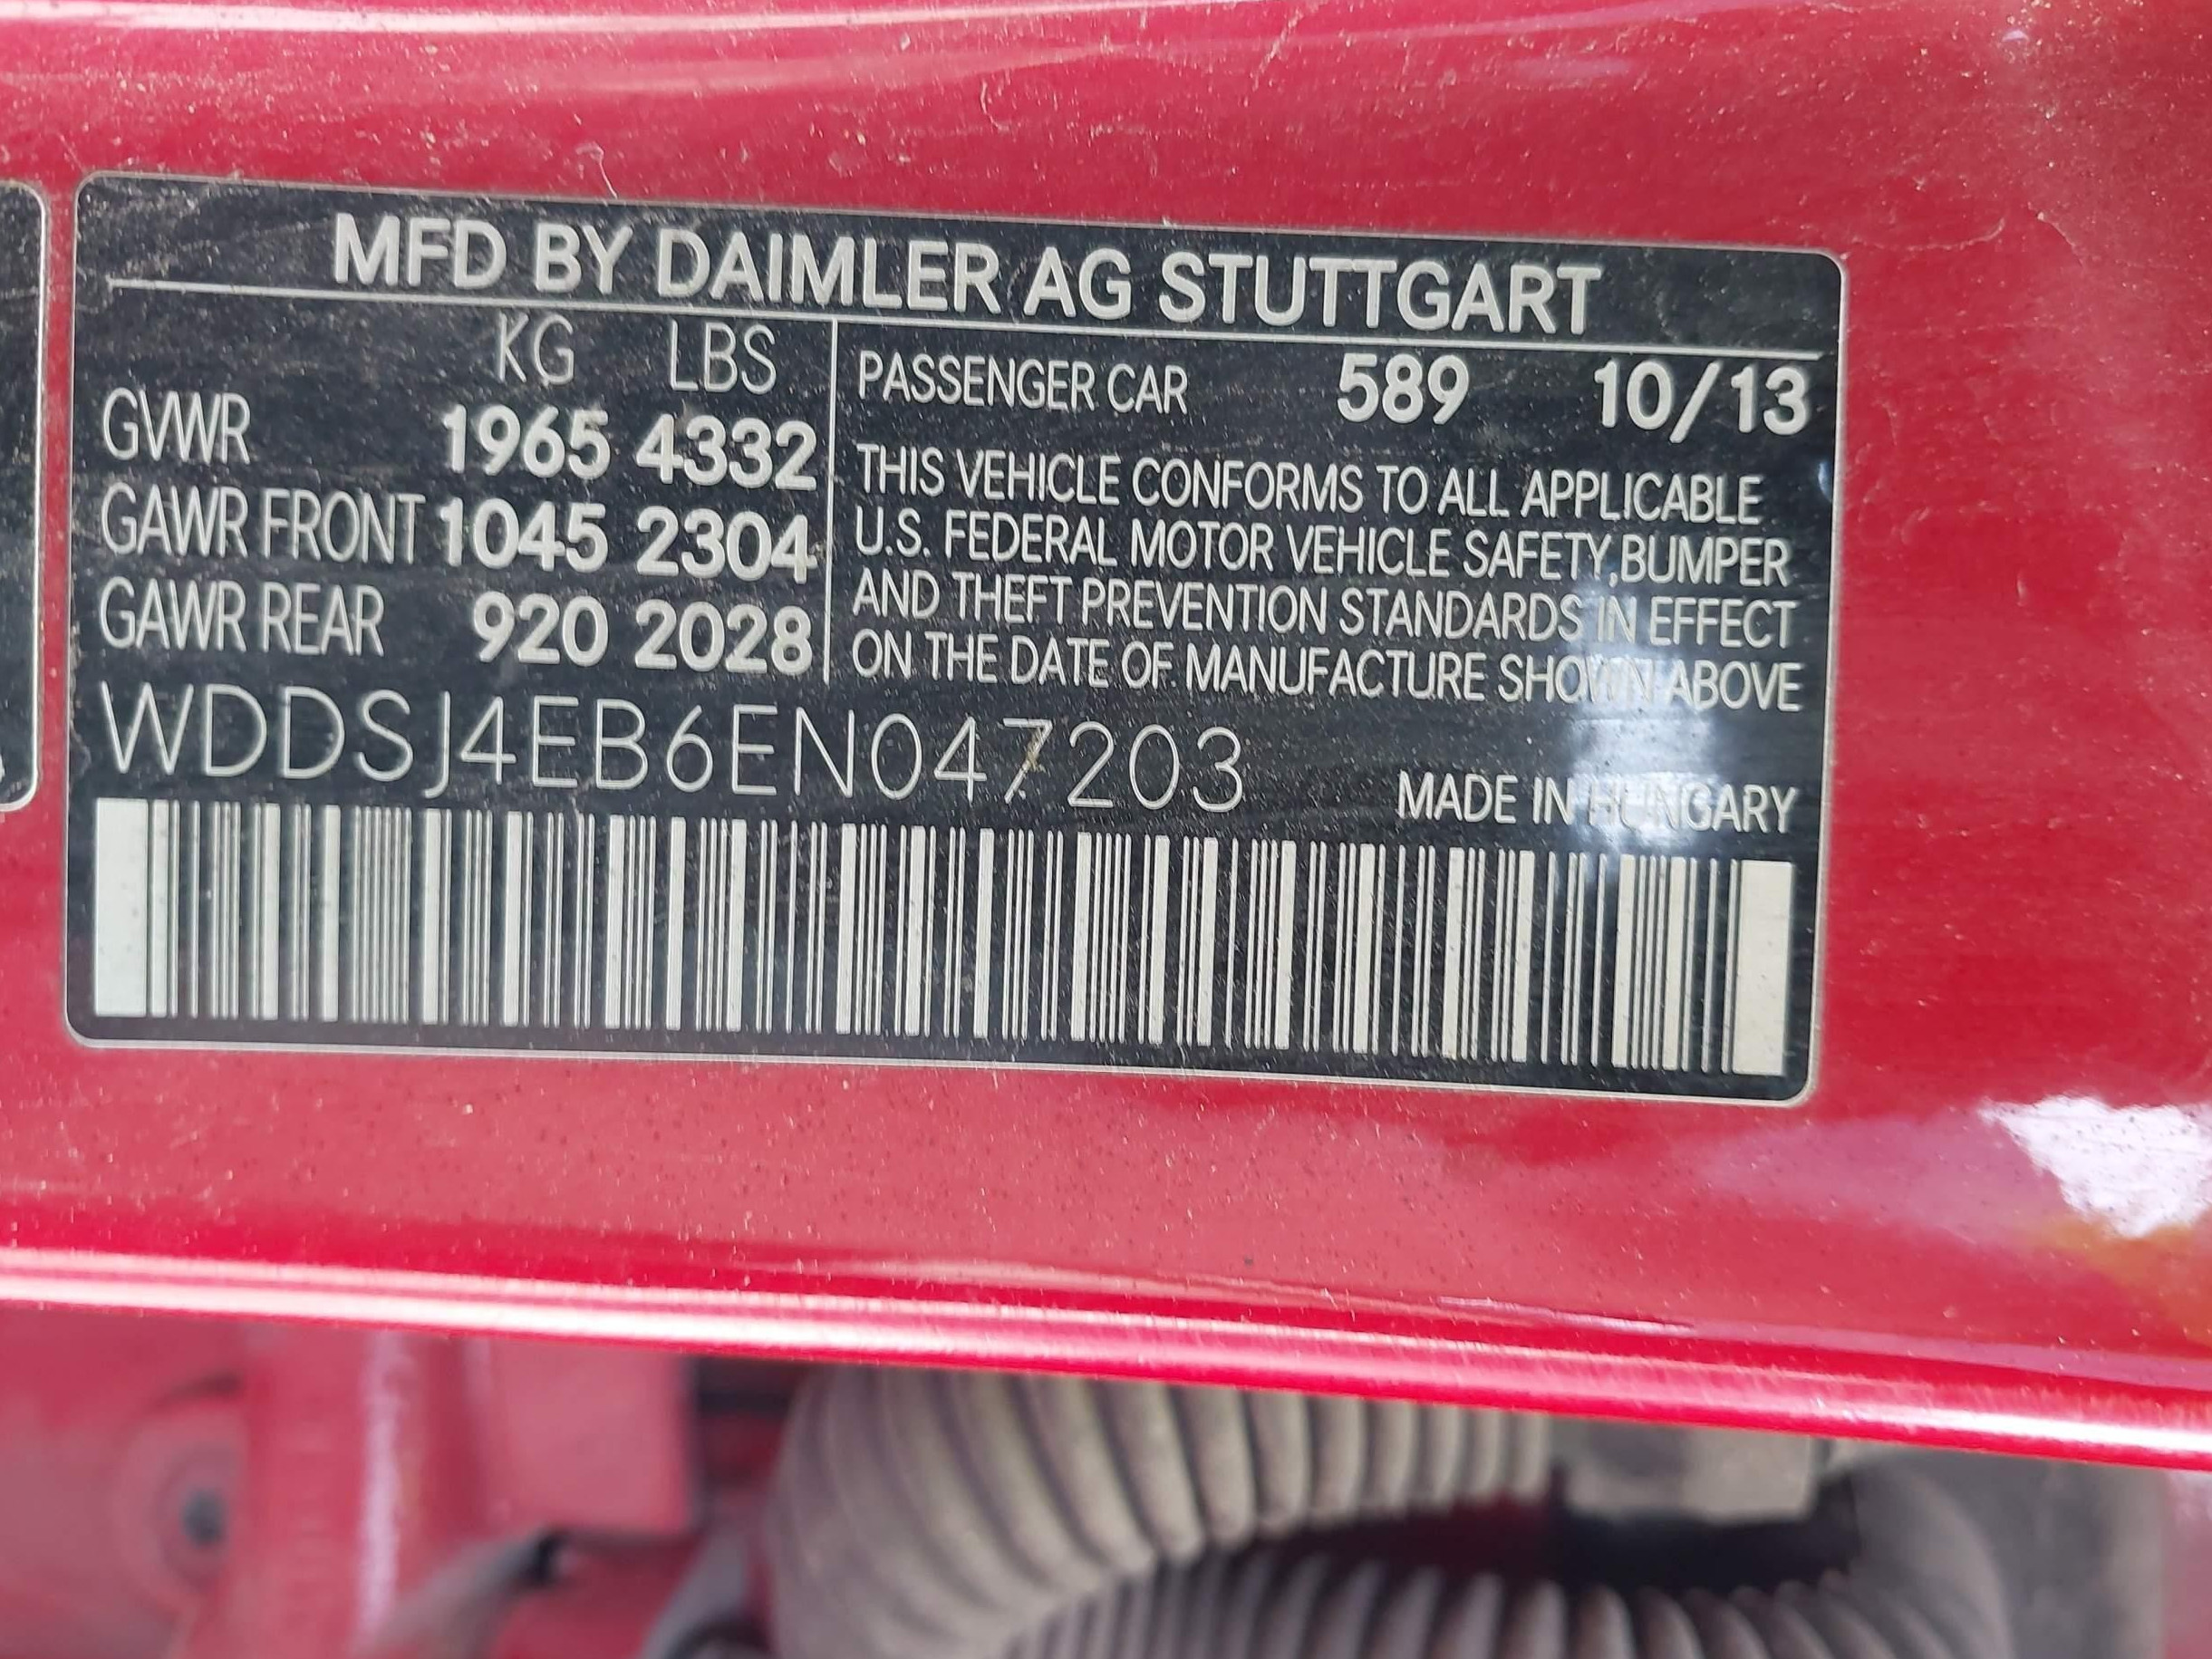 MFD BY DAIMLER AG STUTTGART
KG LBS
GVWR 1965 4332
GAWR FRONT 1045 2304
GAWR REAR 920 2028
PASSENGER CAR 589 10/13
THIS VEHICLE CONFORMS TO ALL APPLICABLE
U.S. FEDERAL MOTOR VEHICLE SAFETY,BUMPER
AND THEFT PREVENTION STANDARDS IN EFFECT
ON THE DATE OF MANUFACTURE SHOWN ABOVE
WDDSJ4EB6EN047203
MADE IN HUNGARY